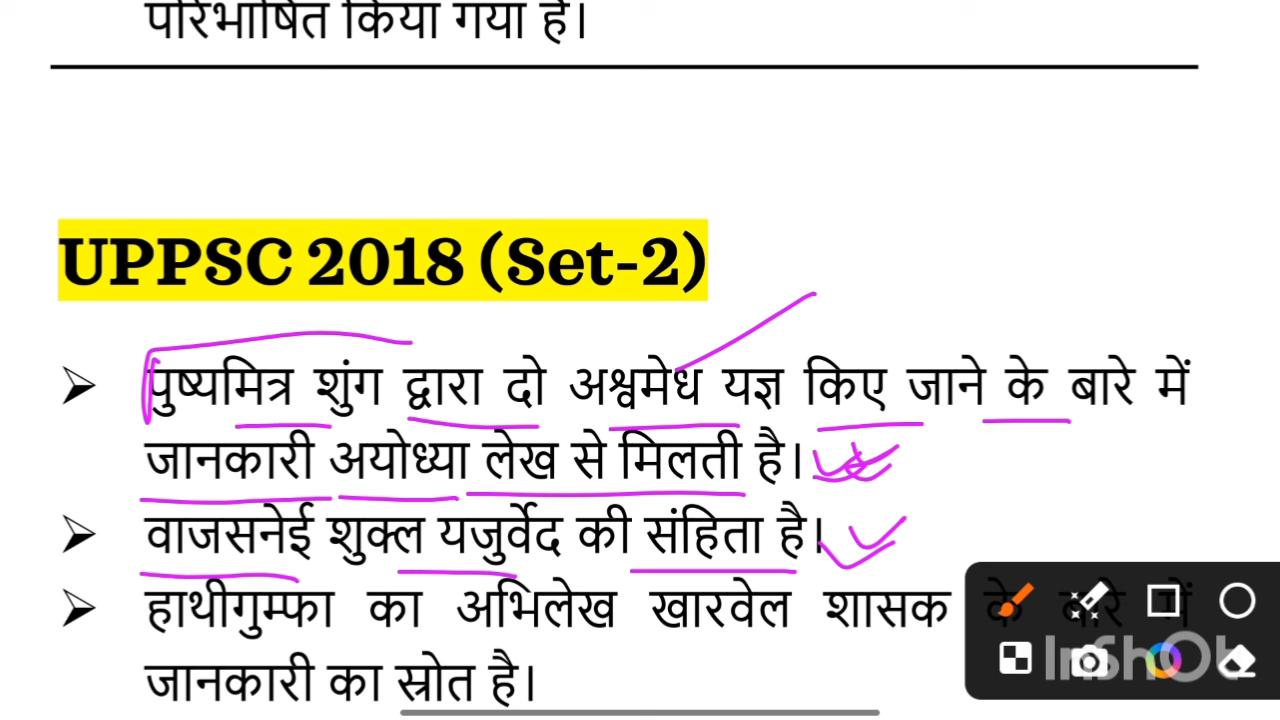 परिभाषित किया गया है।
UPPSC 2018 (Set-2)
➢ पुष्यमित्र शुंग द्वारा दो अश्वमेध यज्ञ किए जाने के बारे में
जानकारी अयोध्या लेख से मिलती है।
➢ वाजसनेई शुक्ल यजुर्वेद की संहिता है।
➢ हाथीगुम्फा का अभिलेख खारवेल शासक के बारे में
जानकारी का स्रोत है।
InShOt